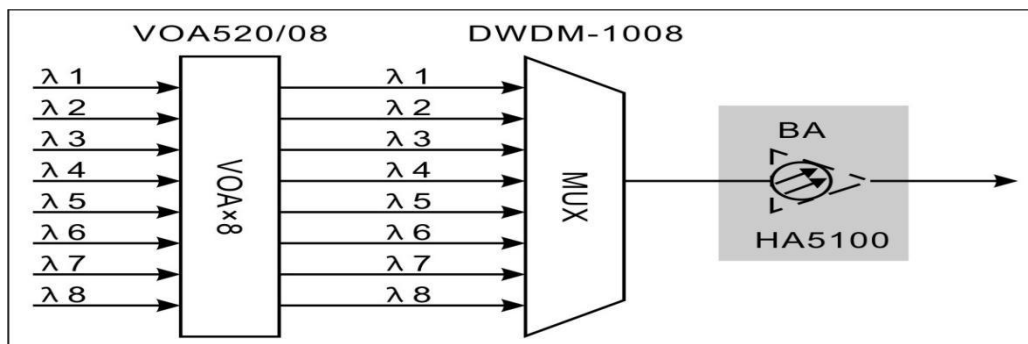 VOA520/08 DWDM-1008
λ 1 λ 1
λ 2 λ 2
λ 3 λ 3
λ 4 λ 4
λ 5 λ 5
λ 6 λ 6
λ 7 λ 7
λ 8 λ 8
VOA×8
MUX
BA
HA5100